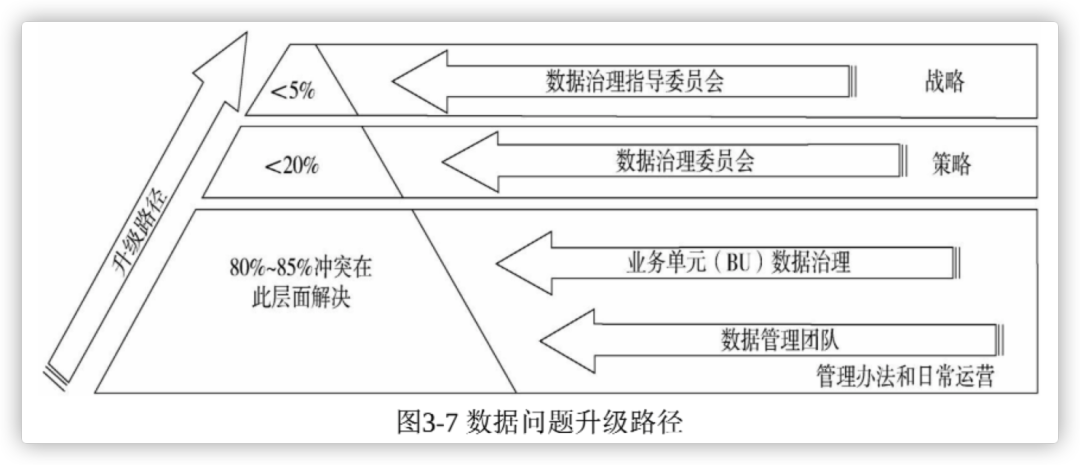 <5%
数据治理指导委员会
战略
<20%
数据治理委员会
策略
升级路径
80%~85%冲突在
此层面解决
业务单元（BU）数据治理
数据管理团队
管理办法和日常运营
图3-7 数据问题升级路径